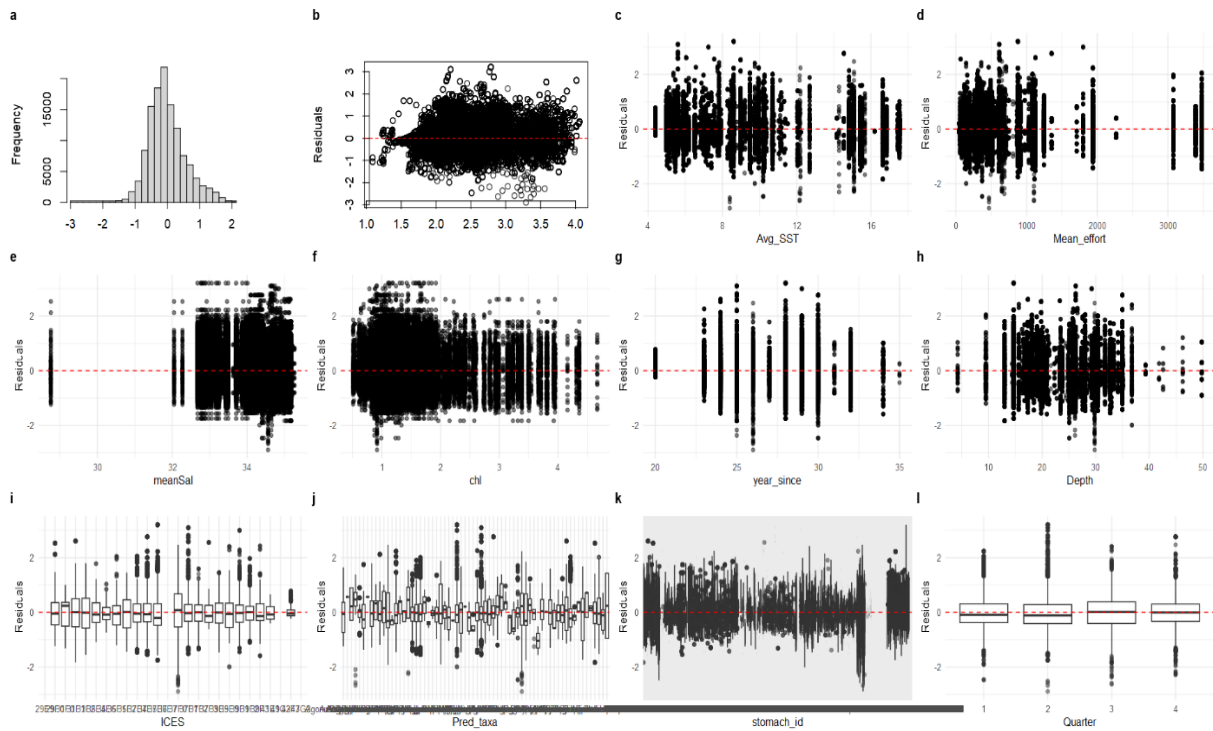 a
Frequency
0 5000 15000
-3 -2 -1 0 1 2
b
Residuals
-3 -2 -1 0 1 2 3
1.0 1.5 2.0 2.5 3.0 3.5 4.0
c
Residuals
2
0
-2
4 8 12 16
Avg_SST
d
Residuals
2
0
-2
0 1000 2000 3000
Mean_effort
e
Residuals
2
0
-2
30 32 34
meanSal
f
Residuals
2
0
-2
1 2 3 4
chl
g
Residuals
2
0
-2
20 25 30 35
year_since
h
Residuals
2
0
-2
10 20 30 40 50
Depth
i
Residuals
2
0
-2
ICES
j
Residuals
2
0
-2
Pred_taxa
k
Residuals
2
0
-2
stomach_id
l
Residuals
2
0
-2
1 2 3 4
Quarter